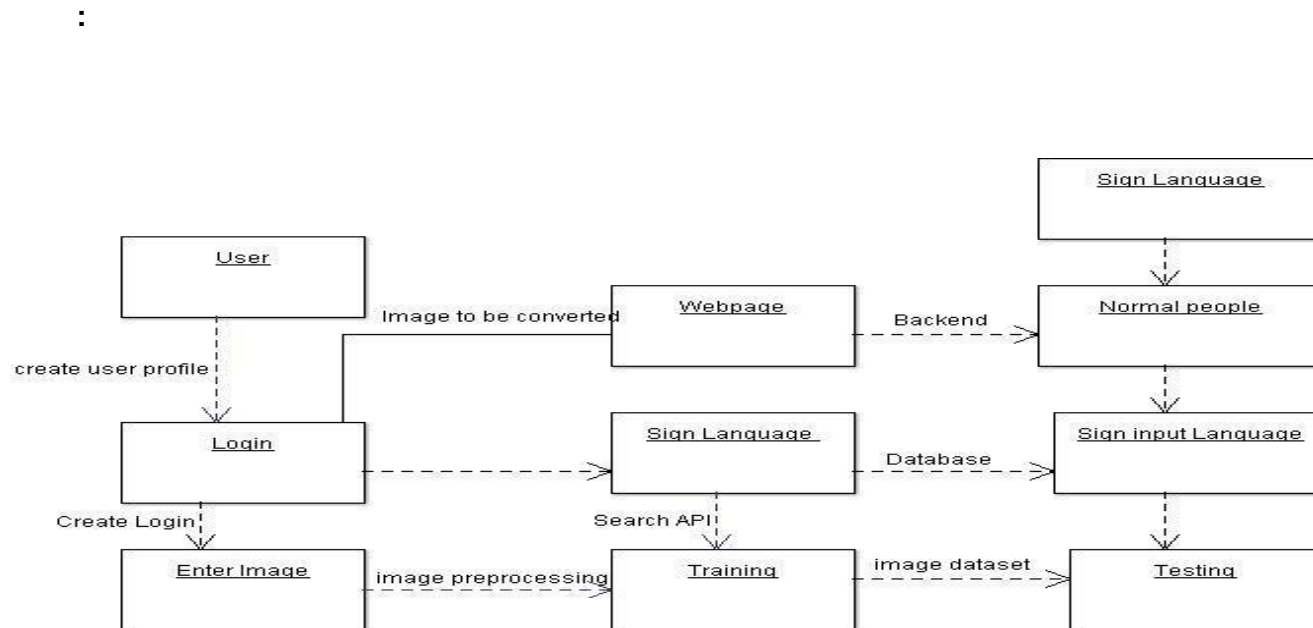 :
Sign Language
User
Image to be converted
Webpage
Backend
Normal people
create user profile
Login
Sign Language
Database
Sign input Language
Create Login
Search API
Enter Image
image preprocessing
Training
image dataset
Testing